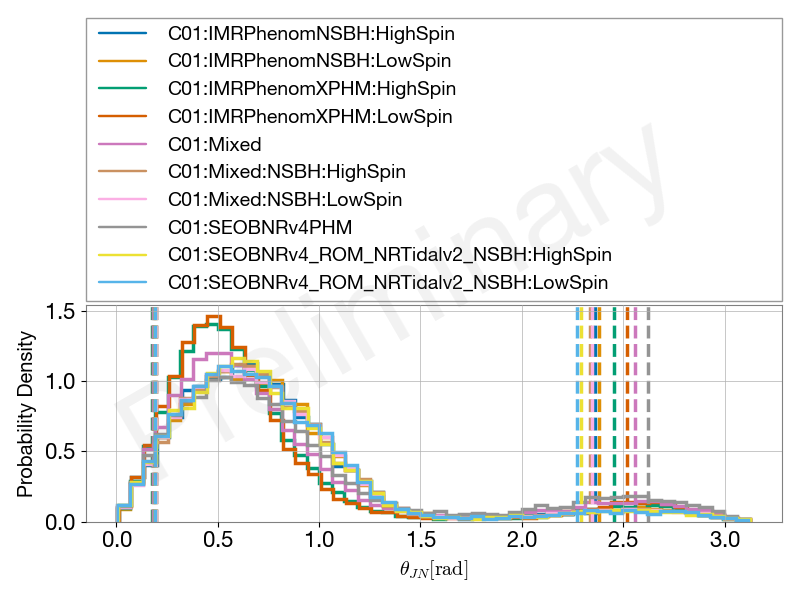 C01:IMRPhenomNSBH:HighSpin
C01:IMRPhenomNSBH:LowSpin
C01:IMRPhenomXPHM:HighSpin
C01:IMRPhenomXPHM:LowSpin
C01:Mixed
C01:Mixed:NSBH:HighSpin
C01:Mixed:NSBH:LowSpin
C01:SEOBNRv4PHM
C01:SEOBNRv4_ROM_NRTidalv2_NSBH:HighSpin
C01:SEOBNRv4_ROM_NRTidalv2_NSBH:LowSpin
Preliminary
Probability Density
1.5
1.0
0.5
0.0
0.0 0.5 1.0 1.5 2.0 2.5 3.0
θ_JN[rad]